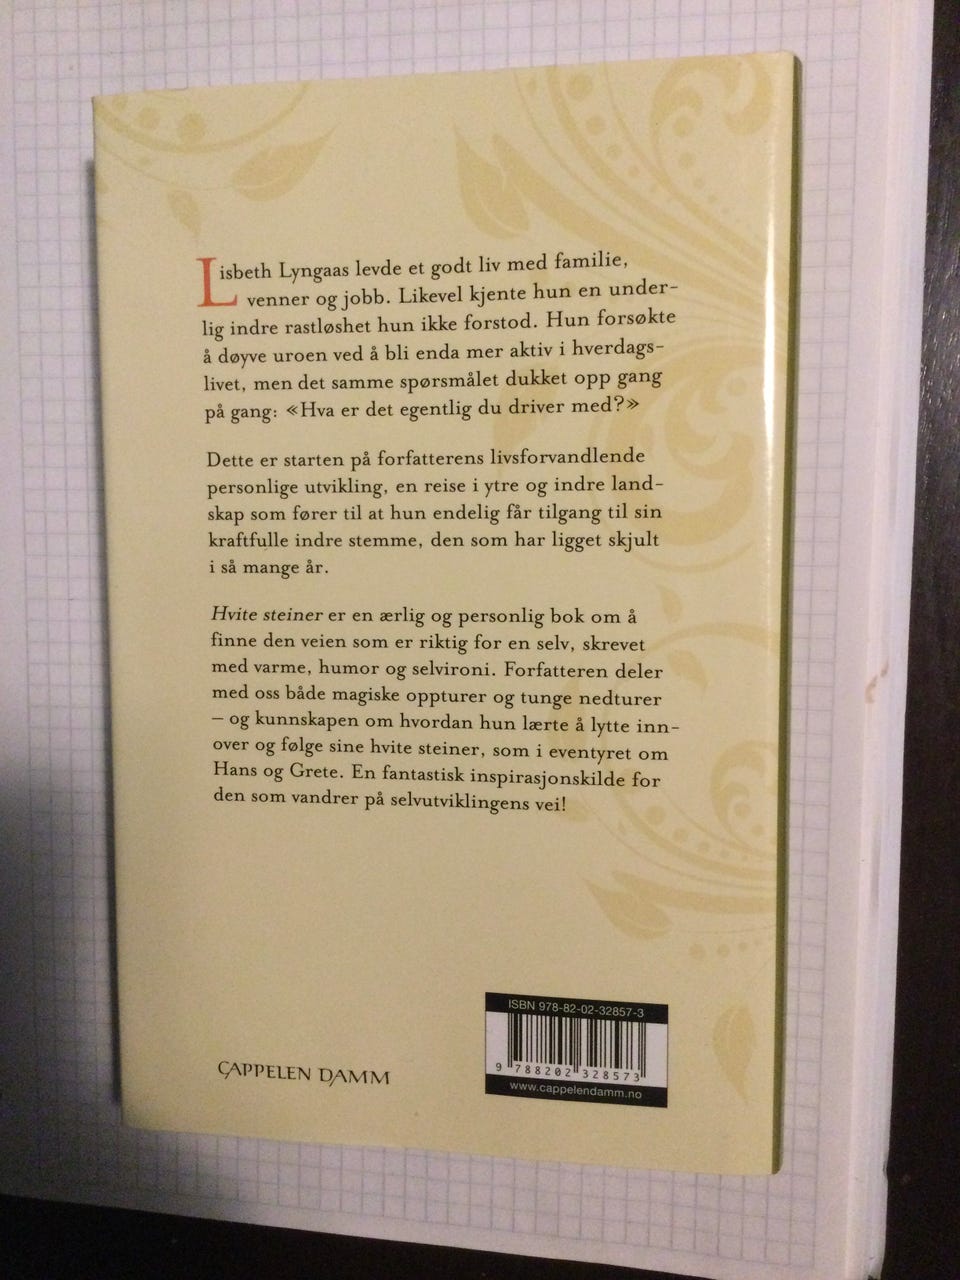 Lisbeth Lyngaas levde et godt liv med familie,
venner og jobb. Likevel kjente hun en under-
lig indre rastløshet hun ikke forstod. Hun forsøkte
å døyve uroen ved å bli enda mer aktiv i hverdags-
livet, men det samme spørsmålet dukket opp gang
på gang: «Hva er det egentlig du driver med?»
Dette er starten på forfatterens livsforvandlende
personlige utvikling, en reise i ytre og indre land-
skap som fører til at hun endelig får tilgang til sin
kraftfulle indre stemme, den som har ligget skjult
i så mange år.
Hvite steiner er en ærlig og personlig bok om å
finne den veien som er riktig for en selv, skrevet
med varme, humor og selvironi. Forfatteren deler
med oss både magiske oppturer og tunge nedturer
– og kunnskapen om hvordan hun lærte å lytte inn-
over og følge sine hvite steiner, som i eventyret om
Hans og Grete. En fantastisk inspirasjonskilde for
den som vandrer på selvutviklingens vei!
ISBN 978-82-02-32857-3
9 788202 328573
www.cappelendamm.no
CAPPELEN DAMM